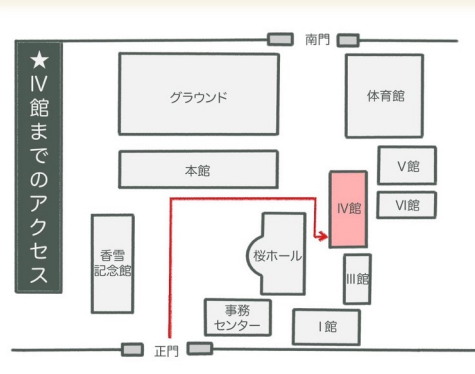 ★Ⅳ館までのアクセス
南門
グラウンド
体育館
本館
Ⅴ館
Ⅳ館
Ⅵ館
香雪
記念館
桜ホール
Ⅲ館
事務
センター
Ⅰ館
正門